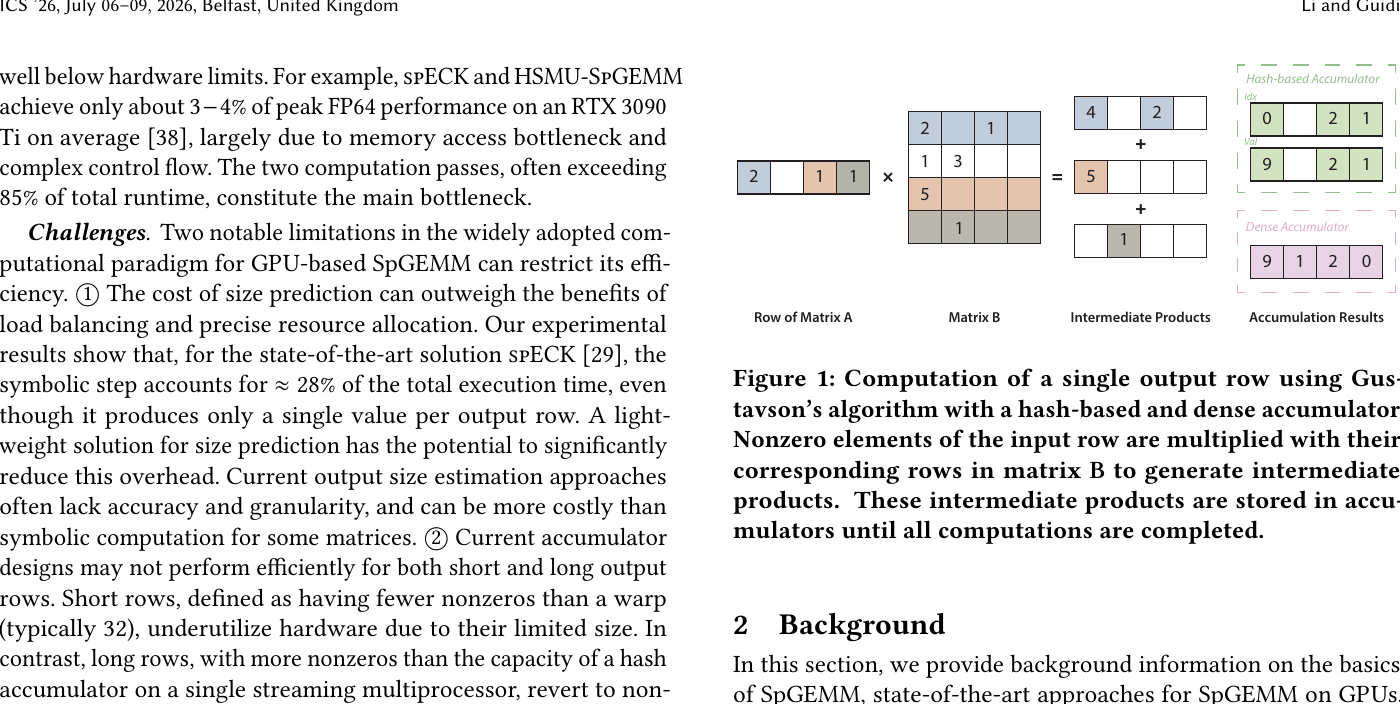 ICS ’26, July 06–09, 2026, Belfast, United Kingdom
Li and Guidi
well below hardware limits. For example, spECK and HSMU-SpGEMM
achieve only about 3–4% of peak FP64 performance on an RTX 3090
Ti on average [38], largely due to memory access bottleneck and
complex control flow. The two computation passes, often exceeding
85% of total runtime, constitute the main bottleneck.
Challenges. Two notable limitations in the widely adopted com-
putational paradigm for GPU-based SpGEMM can restrict its effi-
ciency. ① The cost of size prediction can outweigh the benefits of
load balancing and precise resource allocation. Our experimental
results show that, for the state-of-the-art solution spECK [29], the
symbolic step accounts for ≈ 28% of the total execution time, even
though it produces only a single value per output row. A light-
weight solution for size prediction has the potential to significantly
reduce this overhead. Current output size estimation approaches
often lack accuracy and granularity, and can be more costly than
symbolic computation for some matrices. ② Current accumulator
designs may not perform efficiently for both short and long output
rows. Short rows, defined as having fewer nonzeros than a warp
(typically 32), underutilize hardware due to their limited size. In
contrast, long rows, with more nonzeros than the capacity of a hash
accumulator on a single streaming multiprocessor, revert to non-
2 1 1
×
2 1
1 3
5
1
=
4 2
+
5
+
1
Hash-based Accumulator
Idx
0 2 1
Val
9 2 1
Dense Accumulator
9 1 2 0
Row of Matrix A
Matrix B
Intermediate Products
Accumulation Results
Figure 1: Computation of a single output row using Gus-
tavson’s algorithm with a hash-based and dense accumulator
Nonzero elements of the input row are multiplied with their
corresponding rows in matrix B to generate intermediate
products. These intermediate products are stored in accu-
mulators until all computations are completed.
2 Background
In this section, we provide background information on the basics
of SpGEMM, state-of-the-art approaches for SpGEMM on GPUs.